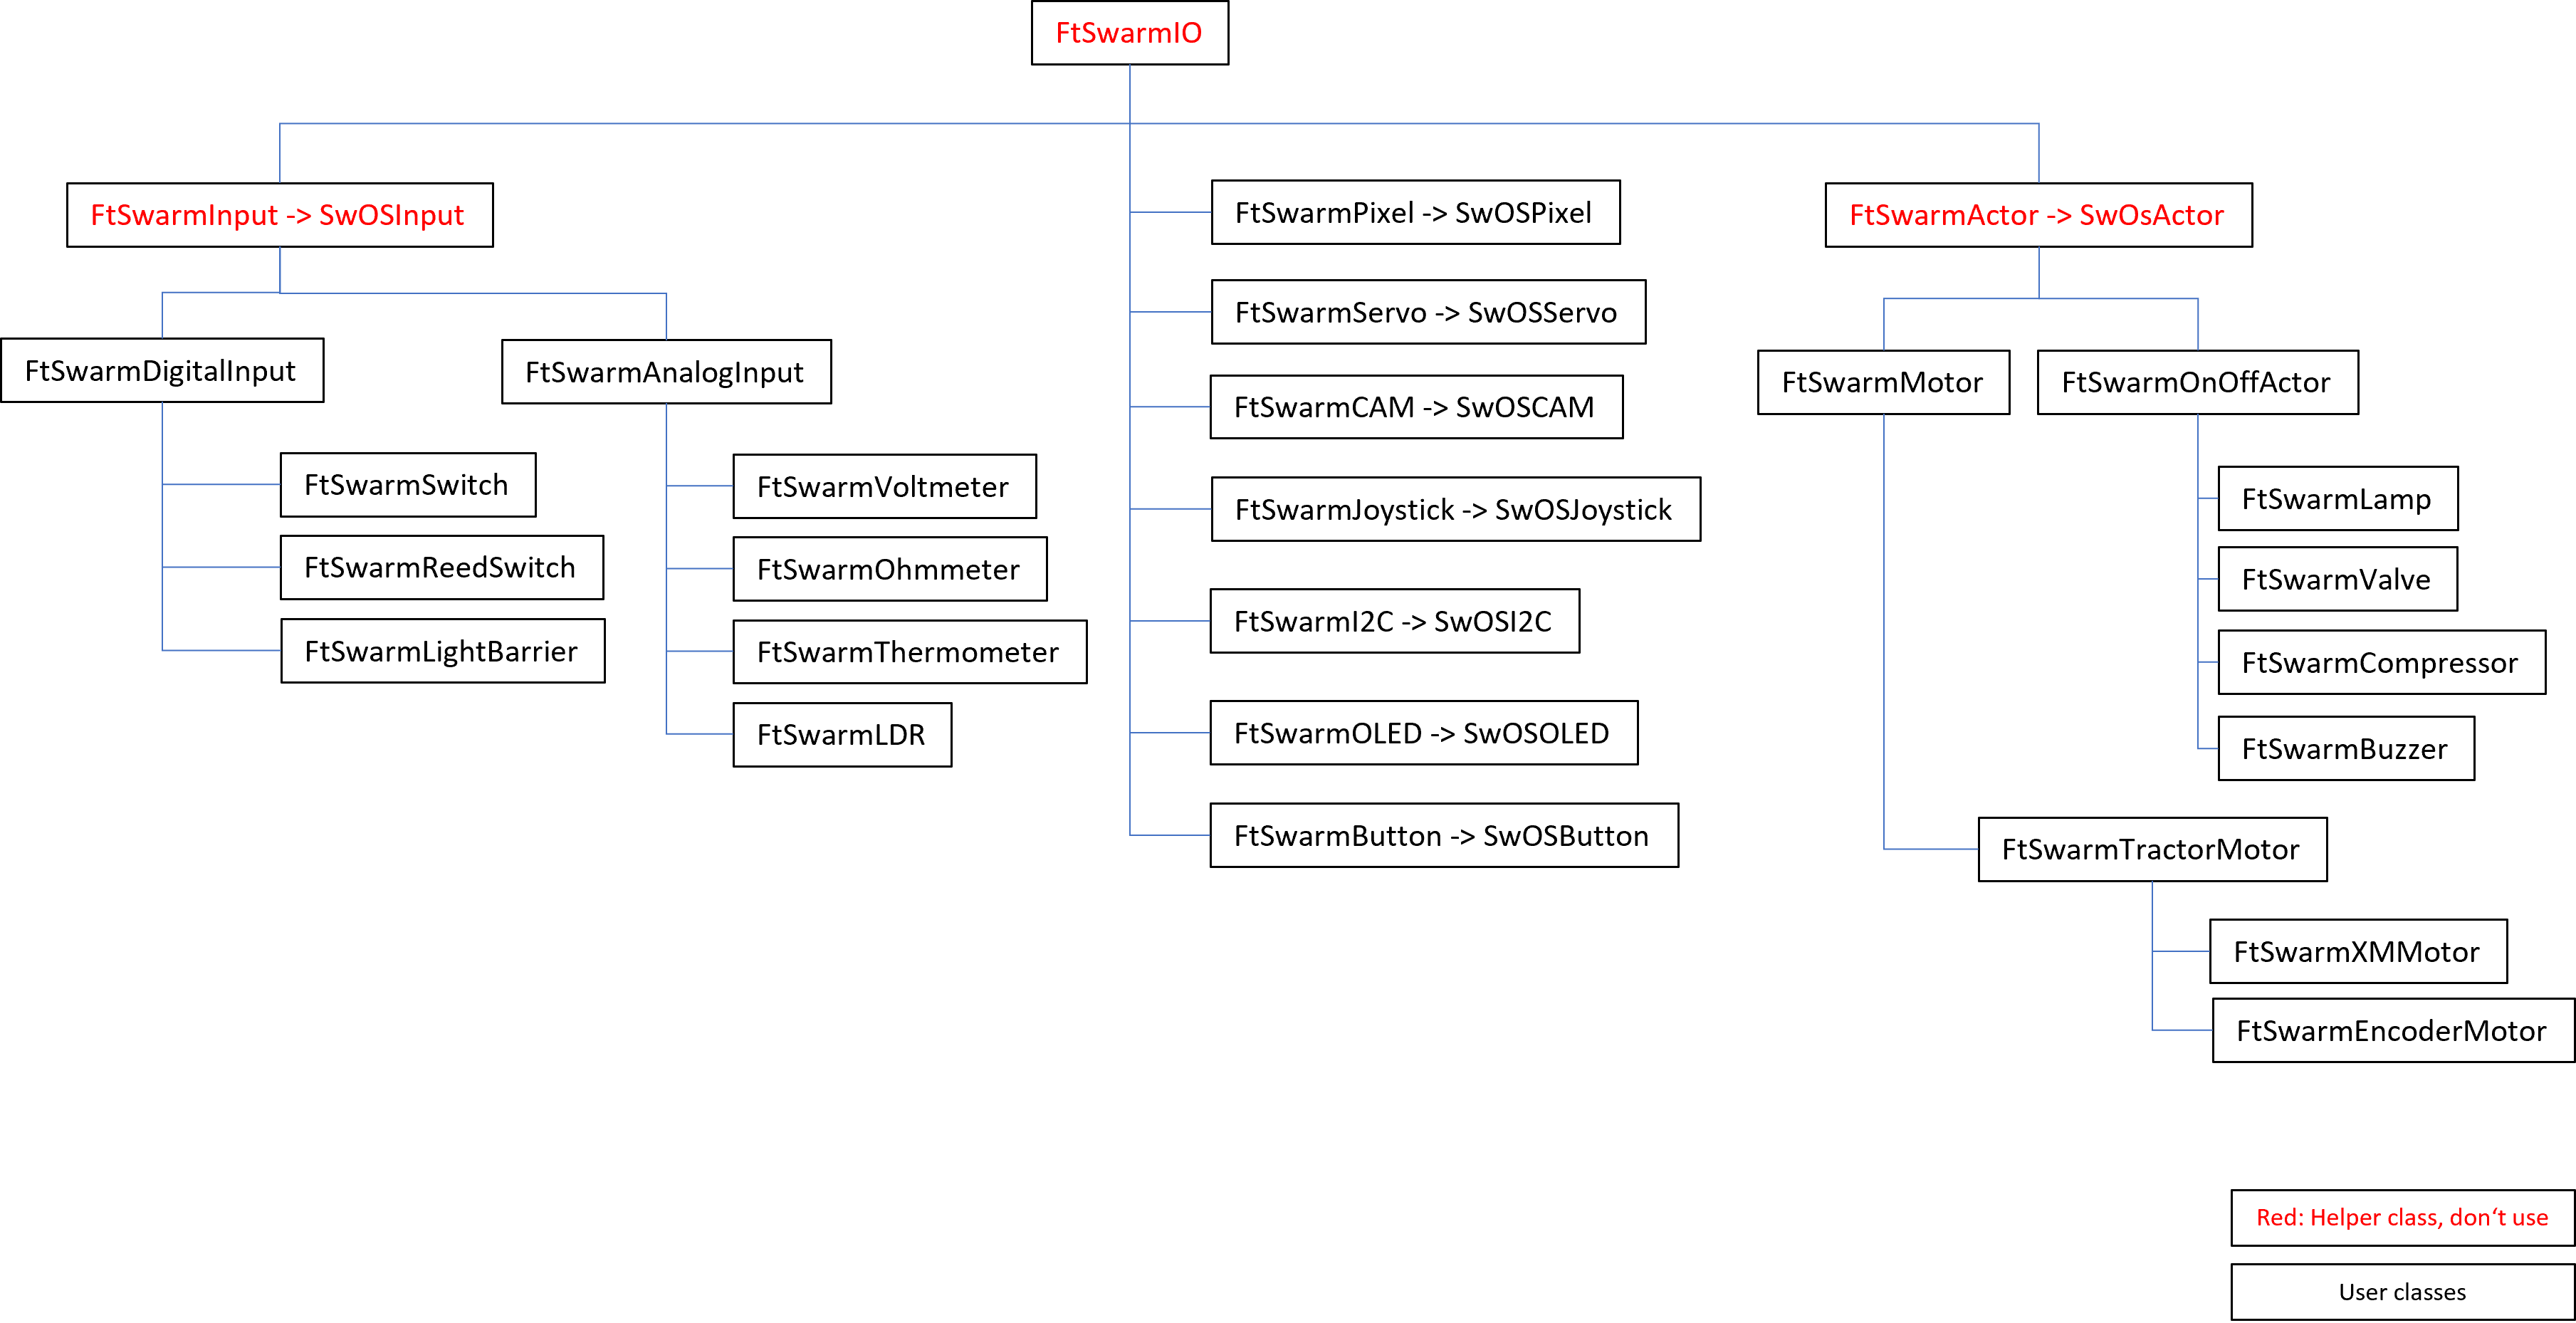 FtSwarmIO
FtSwarmInput -> SwOSInput
FtSwarmDigitalInput
FtSwarmSwitch
FtSwarmReedSwitch
FtSwarmLightBarrier
FtSwarmAnalogInput
FtSwarmVoltmeter
FtSwarmOhmmeter
FtSwarmThermometer
FtSwarmLDR
FtSwarmPixel -> SwOSPixel
FtSwarmServo -> SwOSServo
FtSwarmCAM -> SwOSCAM
FtSwarmJoystick -> SwOSJoystick
FtSwarmI2C -> SwOSI2C
FtSwarmOLED -> SwOSOLED
FtSwarmButton -> SwOSButton
FtSwarmActor -> SwOsActor
FtSwarmMotor
FtSwarmOnOffActor
FtSwarmLamp
FtSwarmValve
FtSwarmCompressor
FtSwarmBuzzer
FtSwarmTractorMotor
FtSwarmXMMotor
FtSwarmEncoderMotor
Red: Helper class, don‘t use
User classes